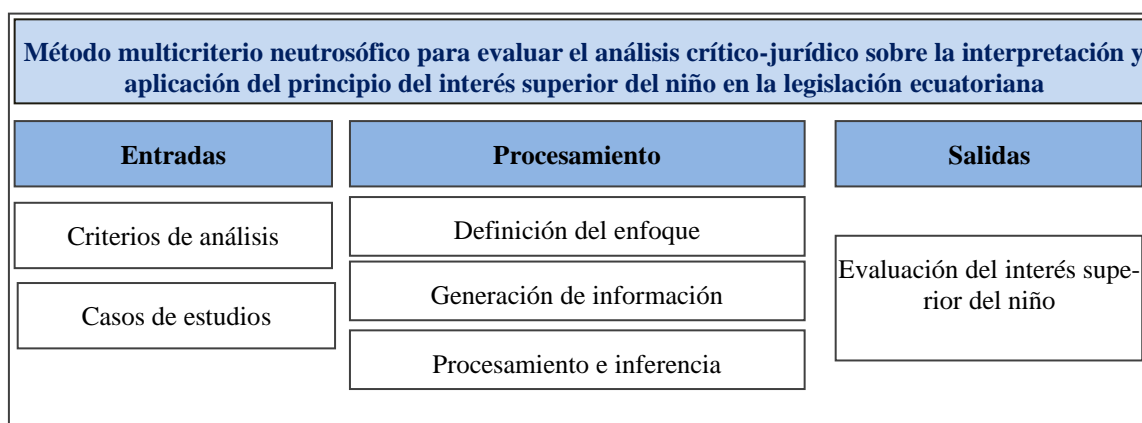 Método multicriterio neutrosófico para evaluar el análisis crítico-jurídico sobre la interpretación y
aplicación del principio del interés superior del niño en la legislación ecuatoriana
Entradas
Procesamiento
Salidas
Criterios de análisis
Casos de estudios
Definición del enfoque
Generación de información
Procesamiento e inferencia
Evaluación del interés supe-
rior del niño